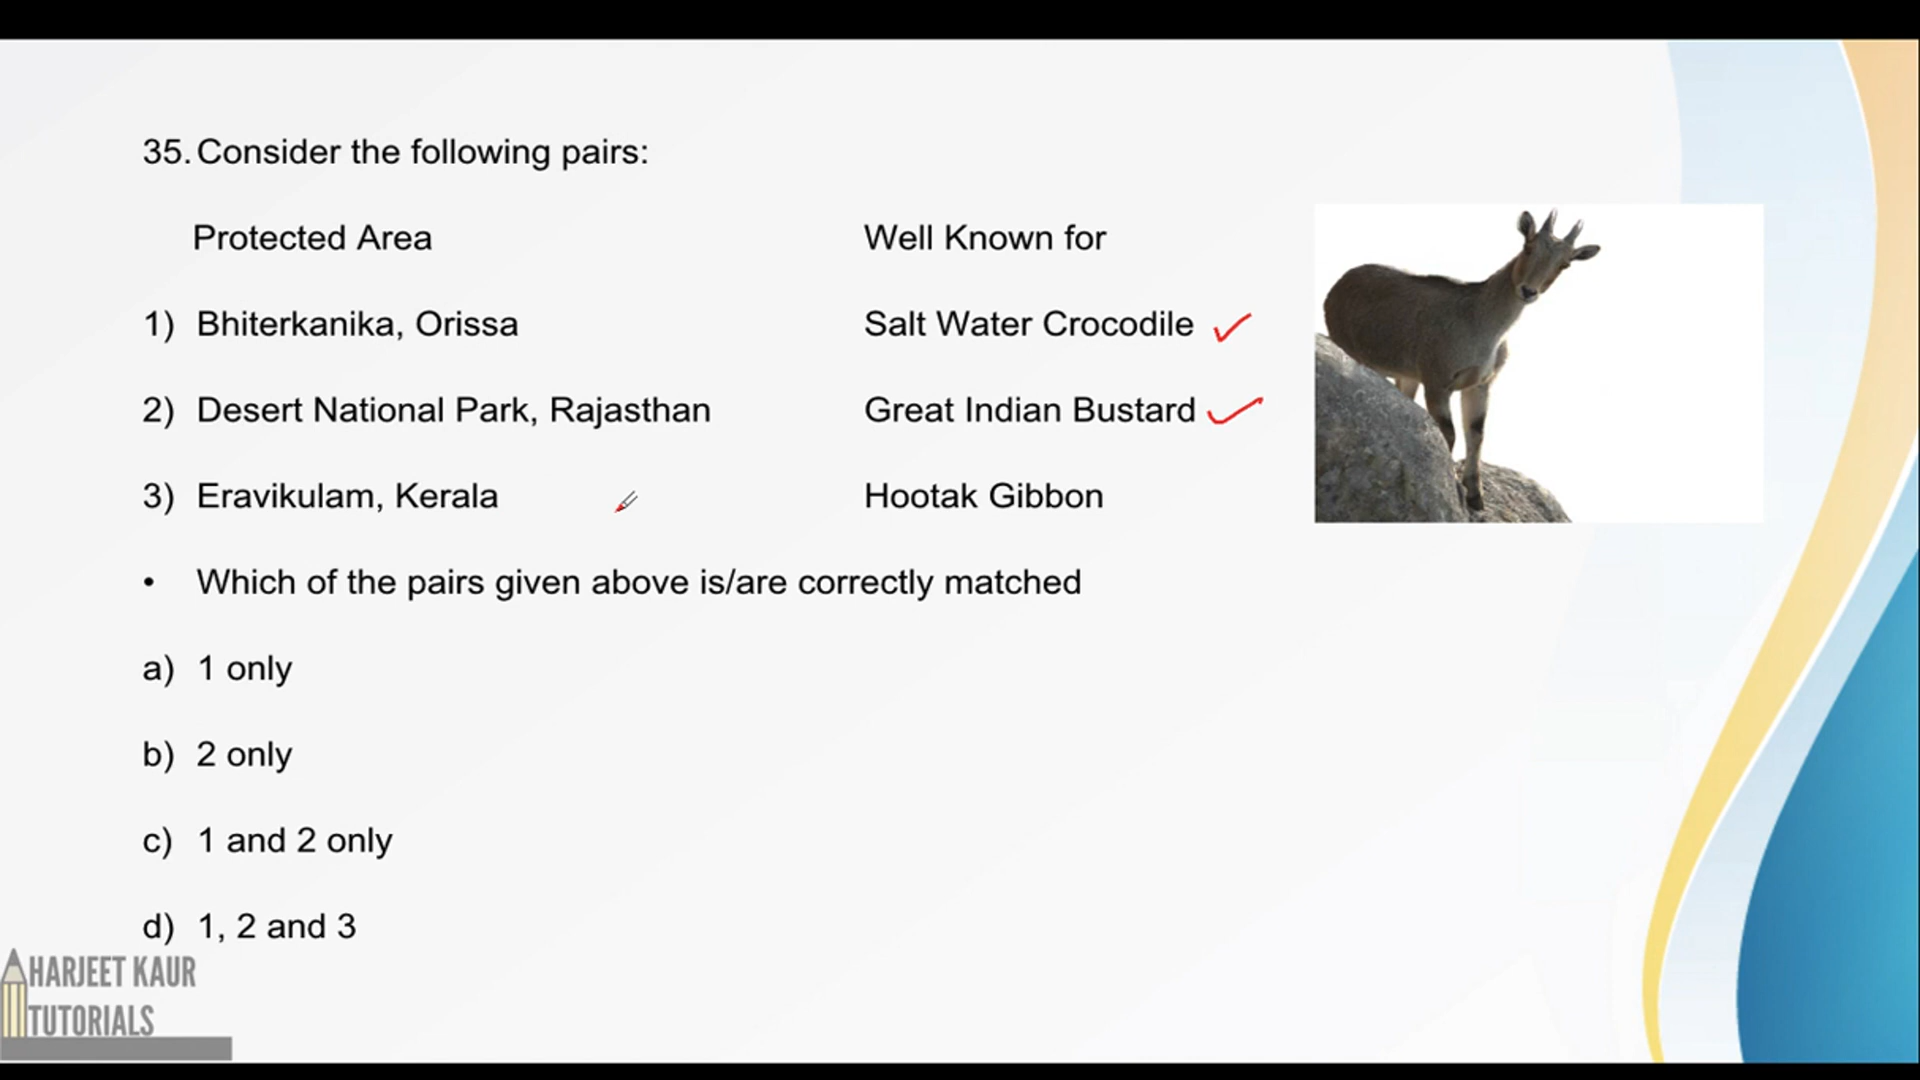 35. Consider the following pairs:
Protected Area Well Known for
1) Bhiterkanika, Orissa Salt Water Crocodile
2) Desert National Park, Rajasthan Great Indian Bustard
3) Eravikulam, Kerala Hootak Gibbon
• Which of the pairs given above is/are correctly matched
a) 1 only
b) 2 only
c) 1 and 2 only
d) 1, 2 and 3
HARJEET KAUR
TUTORIALS